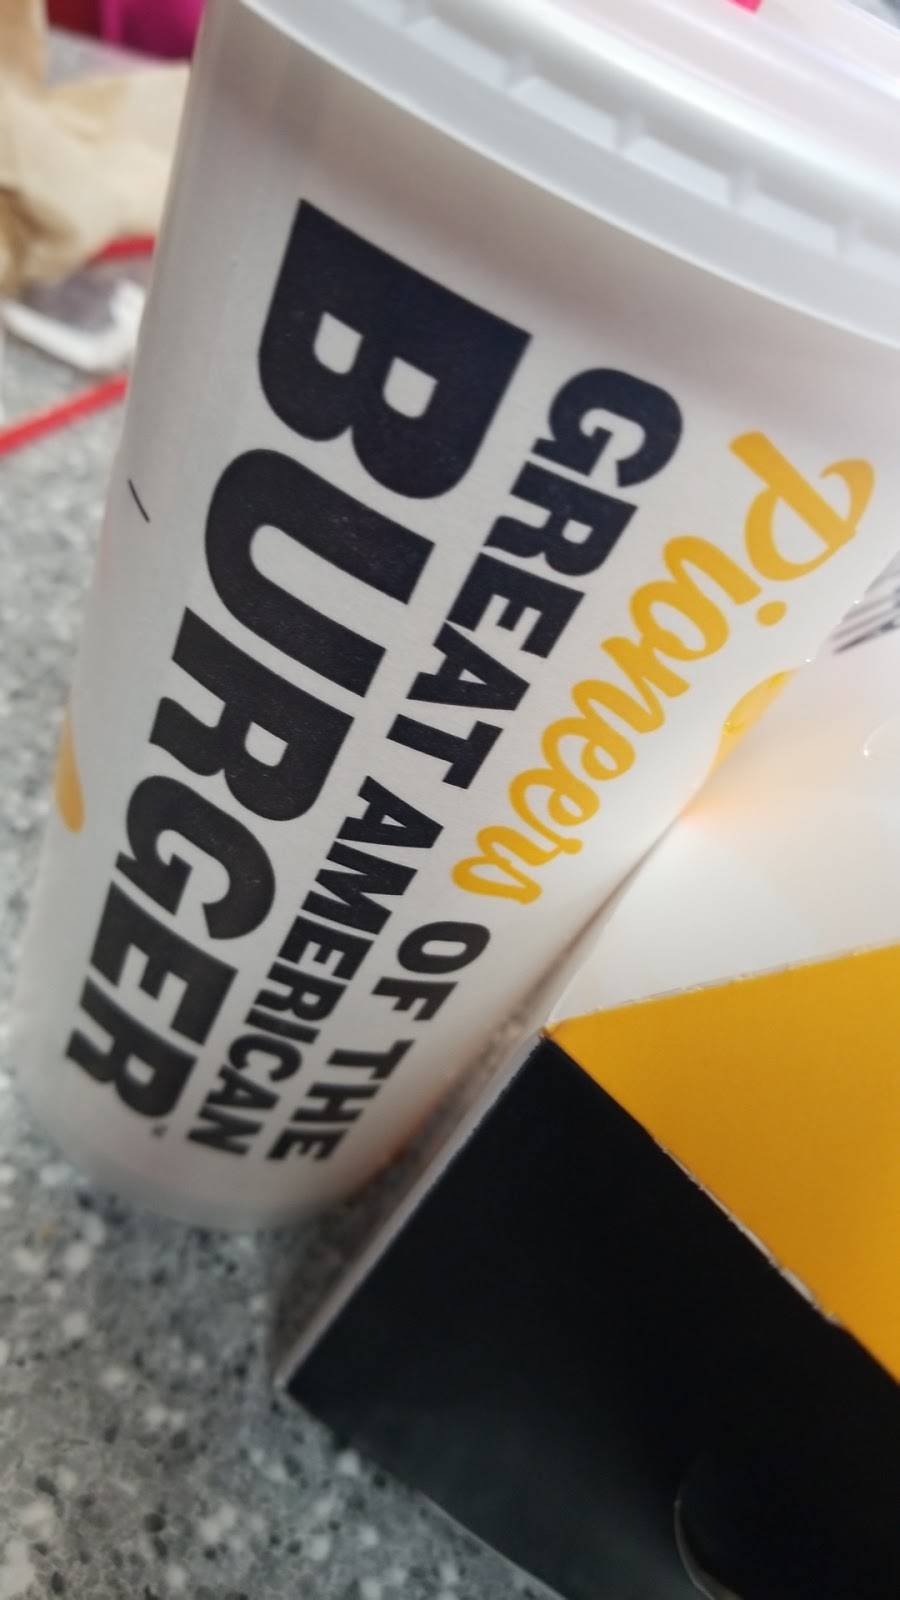 Pioneers OF THE
GREAT AMERICAN
BURGER